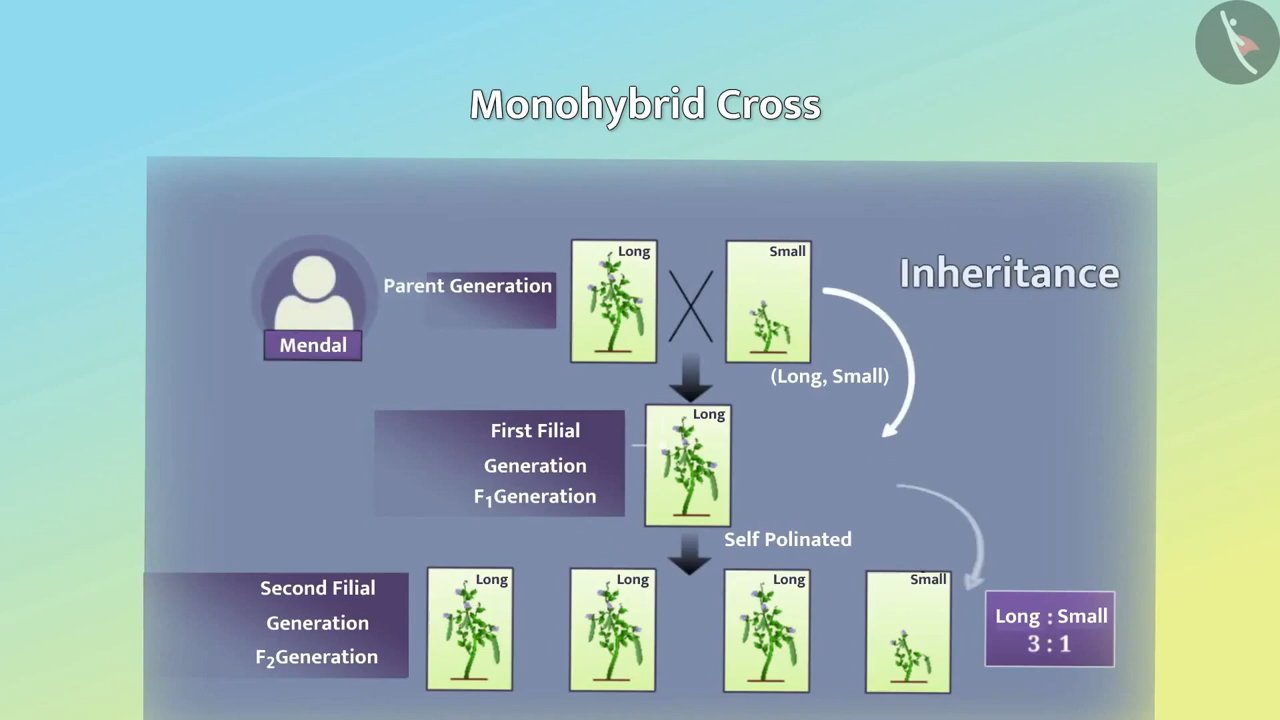 Monohybrid Cross
Inheritance
Long
Small
Parent Generation
Mendal
(Long, Small)
Long
First Filial
Generation
F₁Generation
Self Polinated
Second Filial
Generation
F₂Generation
Long
Long
Long
Small
Long : Small
3 : 1